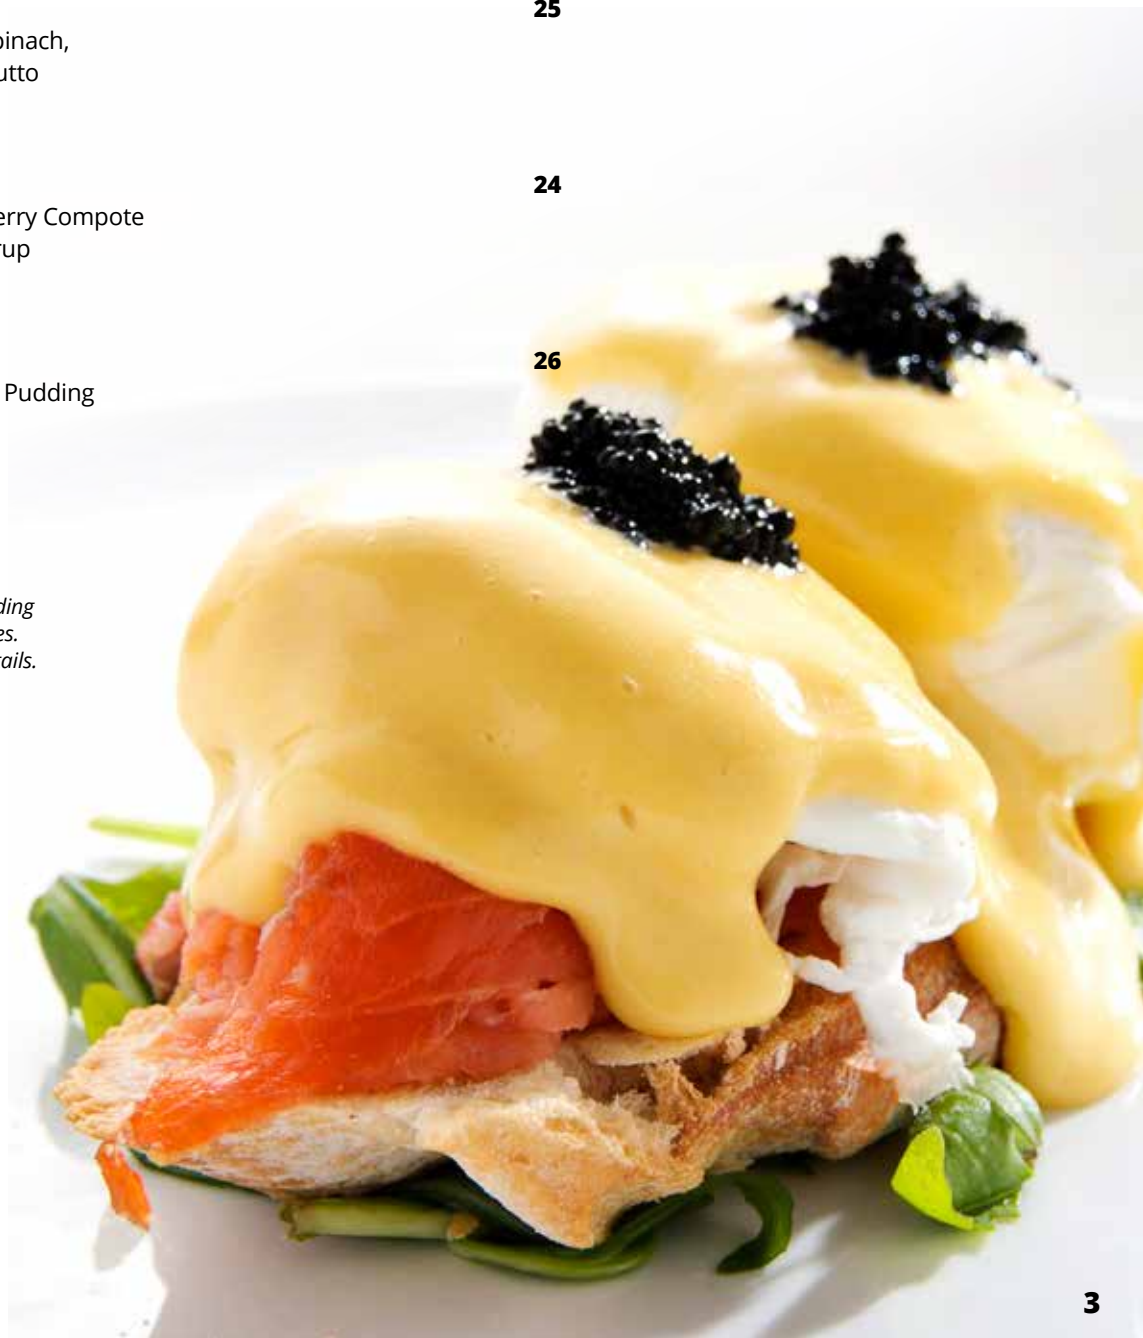 25
pinach,
utto
24
erry Compote
rup
26
Pudding
ding
es.
ails.
3